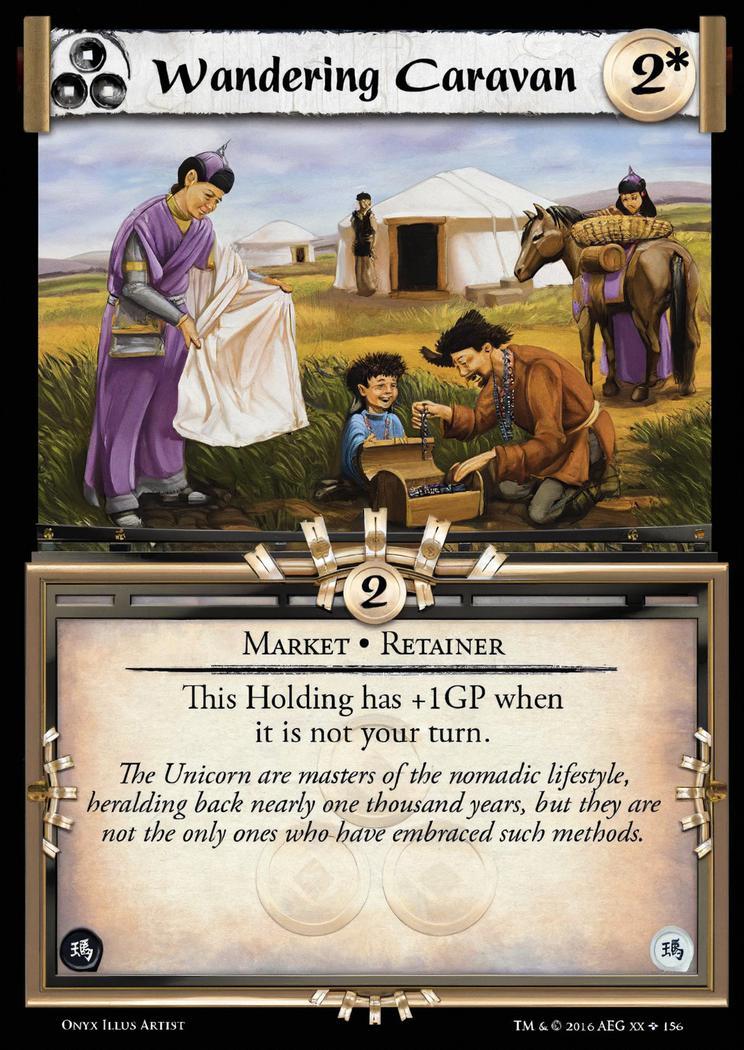 Wandering Caravan
2*
2
Market • Retainer
This Holding has +1GP when
it is not your turn.
The Unicorn are masters of the nomadic lifestyle,
heralding back nearly one thousand years, but they are
not the only ones who have embraced such methods.
瑪 瑪
Onyx Illus Artist
TM & © 2016 AEG XX ❖ 156